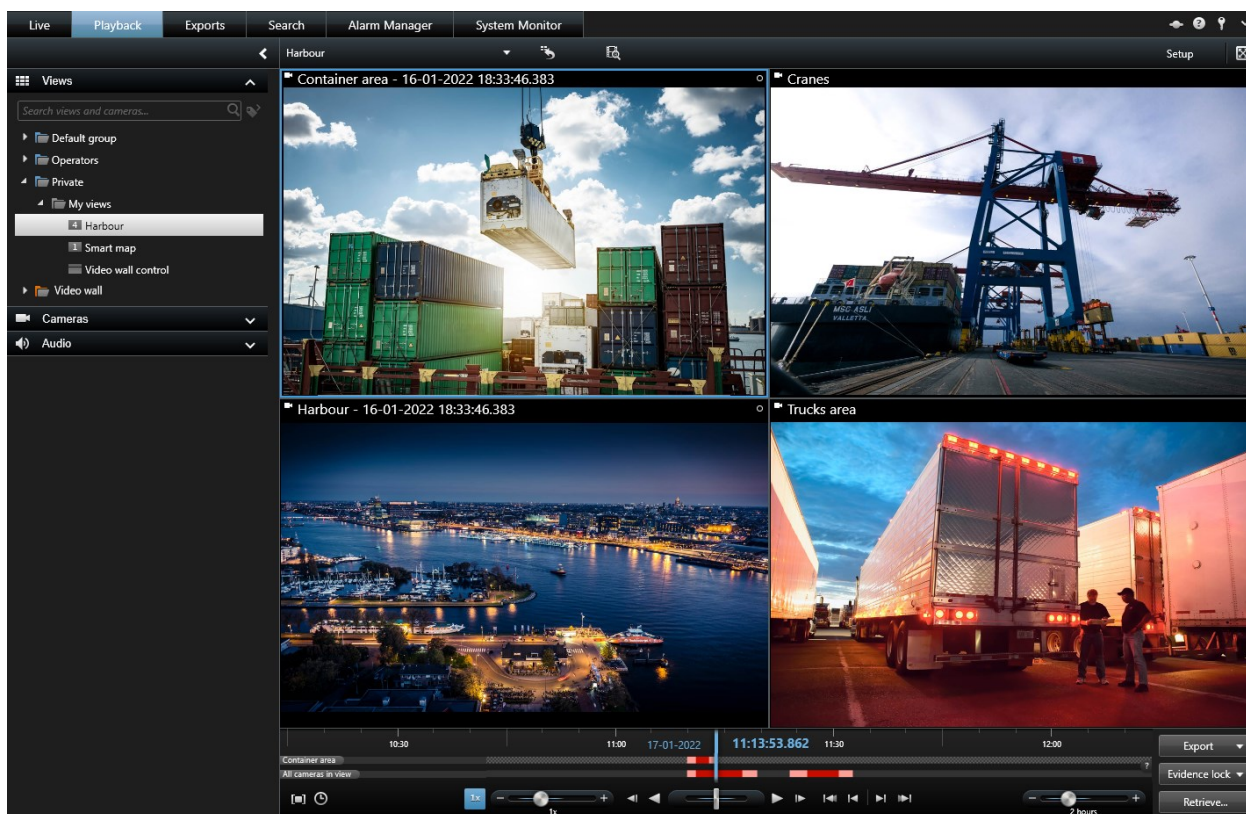 Live Playback Exports Search Alarm Manager System Monitor
Harbour
Setup
Views
Search views and cameras...
Default group
Operators
Private
My views
4 Harbour
1 Smart map
Video wall control
Video wall
Cameras
Audio
Container area - 16-01-2022 18:33:46.383
Cranes
MSC ASLI
VALLETTA
Harbour - 16-01-2022 18:33:46.383
Trucks area
10:30 11:00 17-01-2022 11:13:53.862 11:30 12:00
Container area
All cameras in view
?
1x
1x
2 hours
Export
Evidence lock
Retrieve...